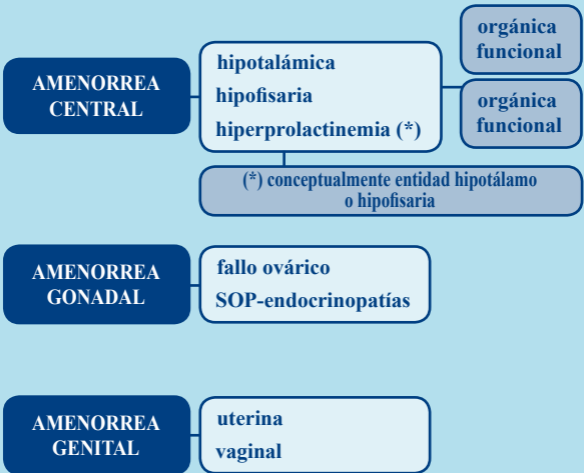 AMENORREA
CENTRAL
hipotalámica
hipofisaria
hiperprolactinemia (*)
orgánica
funcional
orgánica
funcional
(*) conceptualmente entidad hipotálamo
o hipofisaria
AMENORREA
GONADAL
fallo ovárico
SOP-endocrinopatías
AMENORREA
GENITAL
uterina
vaginal